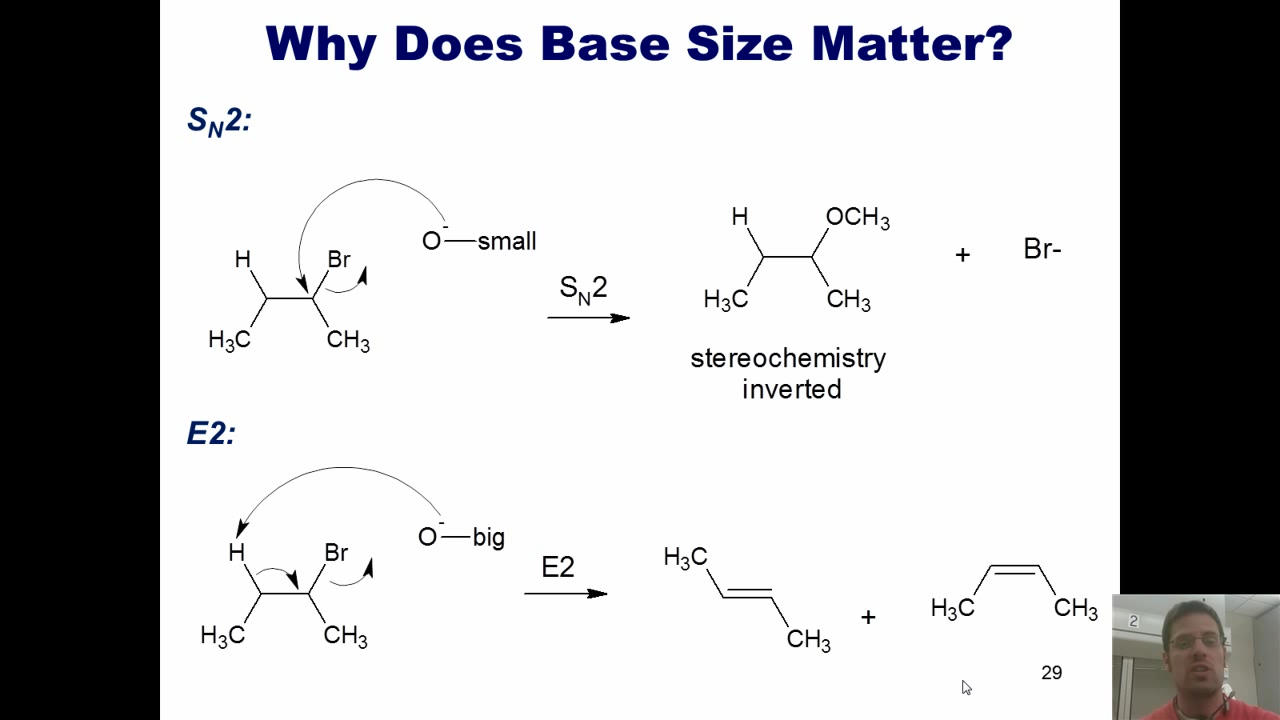 Why Does Base Size Matter?
SN2:
O⁻—small
H
Br
H3C
CH3
SN2
H
OCH3
H3C
CH3
+
Br-
stereochemistry
inverted
E2:
O⁻—big
H
Br
H3C
CH3
E2
H3C
CH3
+
H3C
CH3
2
29